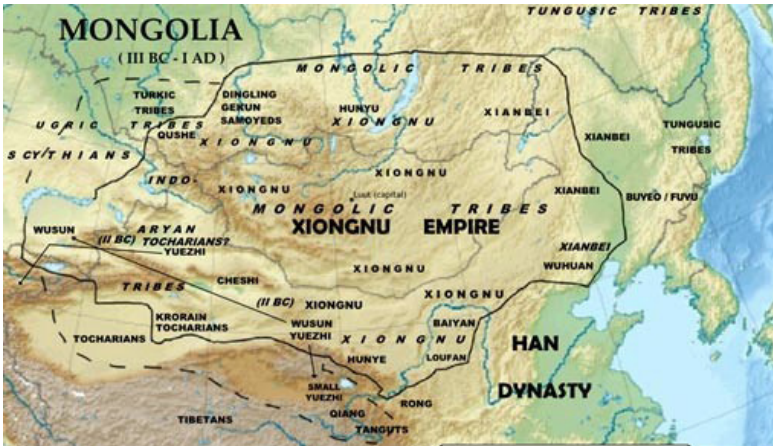 TUNGUSIC TRIBES
MONGOLIA
( III BC - I AD )
MONGOLIC TRIBES
TURKIC
TRIBES
DINGLING
GEKUN
SAMOYEDS
HUNYU
XIONGNU
XIANBEI
UGRIC TRIBES
QUSHE
XIONGNU
XIANBEI
TUNGUSIC
TRIBES
SCYTHIANS
INDO-
XIONGNU
XIONGNU
Luut (capital)
XIANBEI
BUYEO / FUYU
MONGOLIC TRIBES
XIONGNU EMPIRE
WUSUN
ARYAN
(II BC) TOCHARIANS?
YUEZHI
XIANBEI
WUHUAN
XIONGNU
TRIBES
CHESHI
(II BC)
XIONGNU
XIONGNU
KRORAIN
TOCHARIANS
TOCHARIANS
WUSUN
YUEZHI
XIONGNU
BAIYAN
HAN
DYNASTY
HUNYE
LOUFAN
SMALL
YUEZHI
RONG
QIANG
TIBETANS
TANGUTS